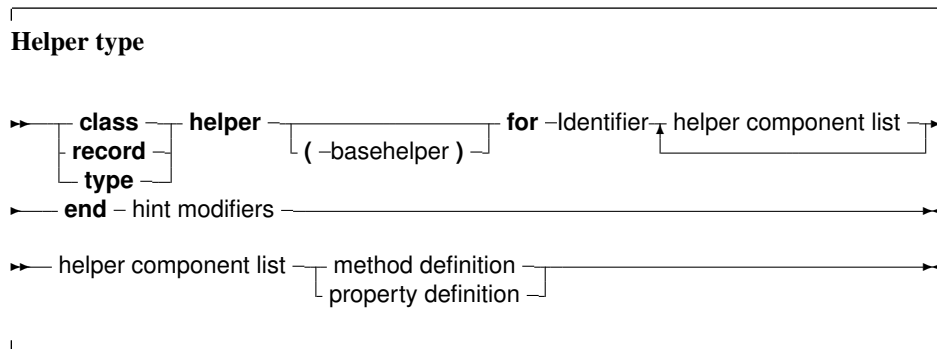 Helper type
class helper for Identifier helper component list
( basehelper )
record
type
end hint modifiers
helper component list method definition
property definition